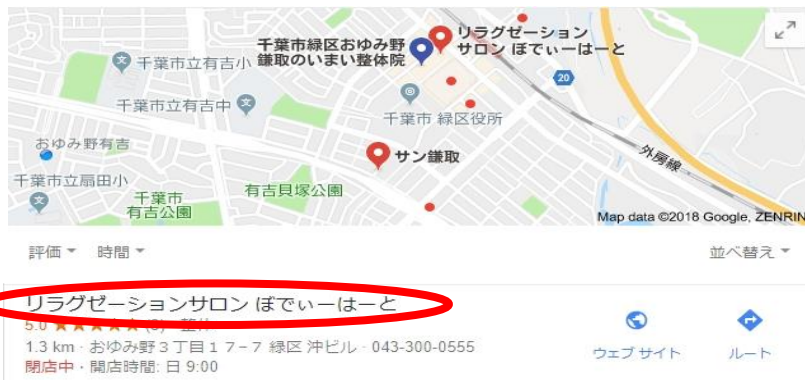 リラグゼーション
サロン ぼでぃーはーと
千葉市緑区おゆみ野
鎌取のいまい整体院
千葉市立有吉小
20
千葉市立有吉中
千葉市 緑区役所
おゆみ野有吉
サン鎌取
外房線
千葉市立扇田小
千葉市
有吉公園
有吉貝塚公園
Map data ©2018 Google, ZENRIN
評価 時間 並べ替え
リラグゼーションサロン ぼでぃーはーと
5.0
1.3 km · おゆみ野３丁目１７−７ 緑区 沖ビル · 043-300-0555
閉店中 · 開店時間: 日 9:00
ウェブ サイト ルート